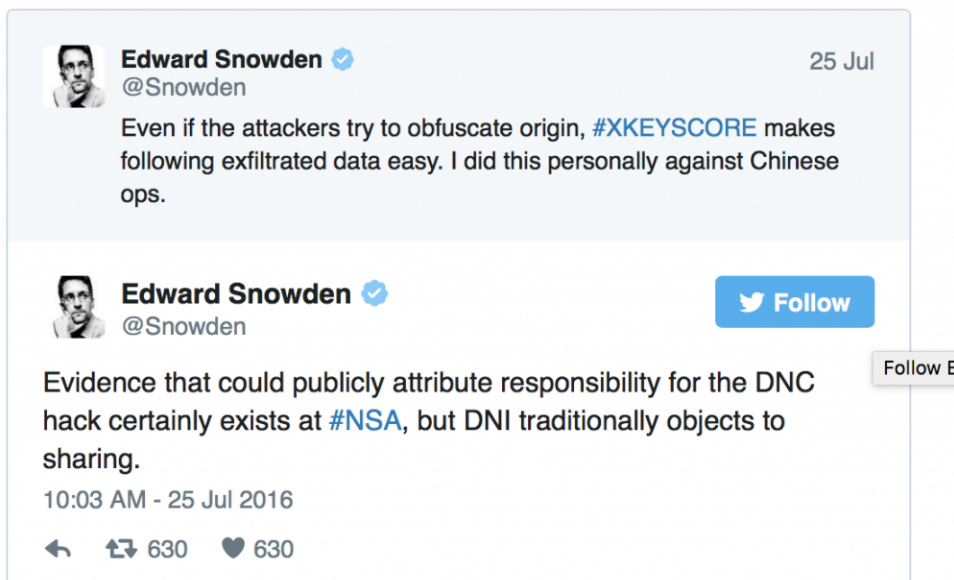 Edward Snowden
25 Jul
@Snowden
Even if the attackers try to obfuscate origin, #XKEYSCORE makes
following exfiltrated data easy. I did this personally against Chinese
ops.
Edward Snowden
@Snowden
Follow
Follow E
Evidence that could publicly attribute responsibility for the DNC
hack certainly exists at #NSA, but DNI traditionally objects to
sharing.
10:03 AM - 25 Jul 2016
630
630